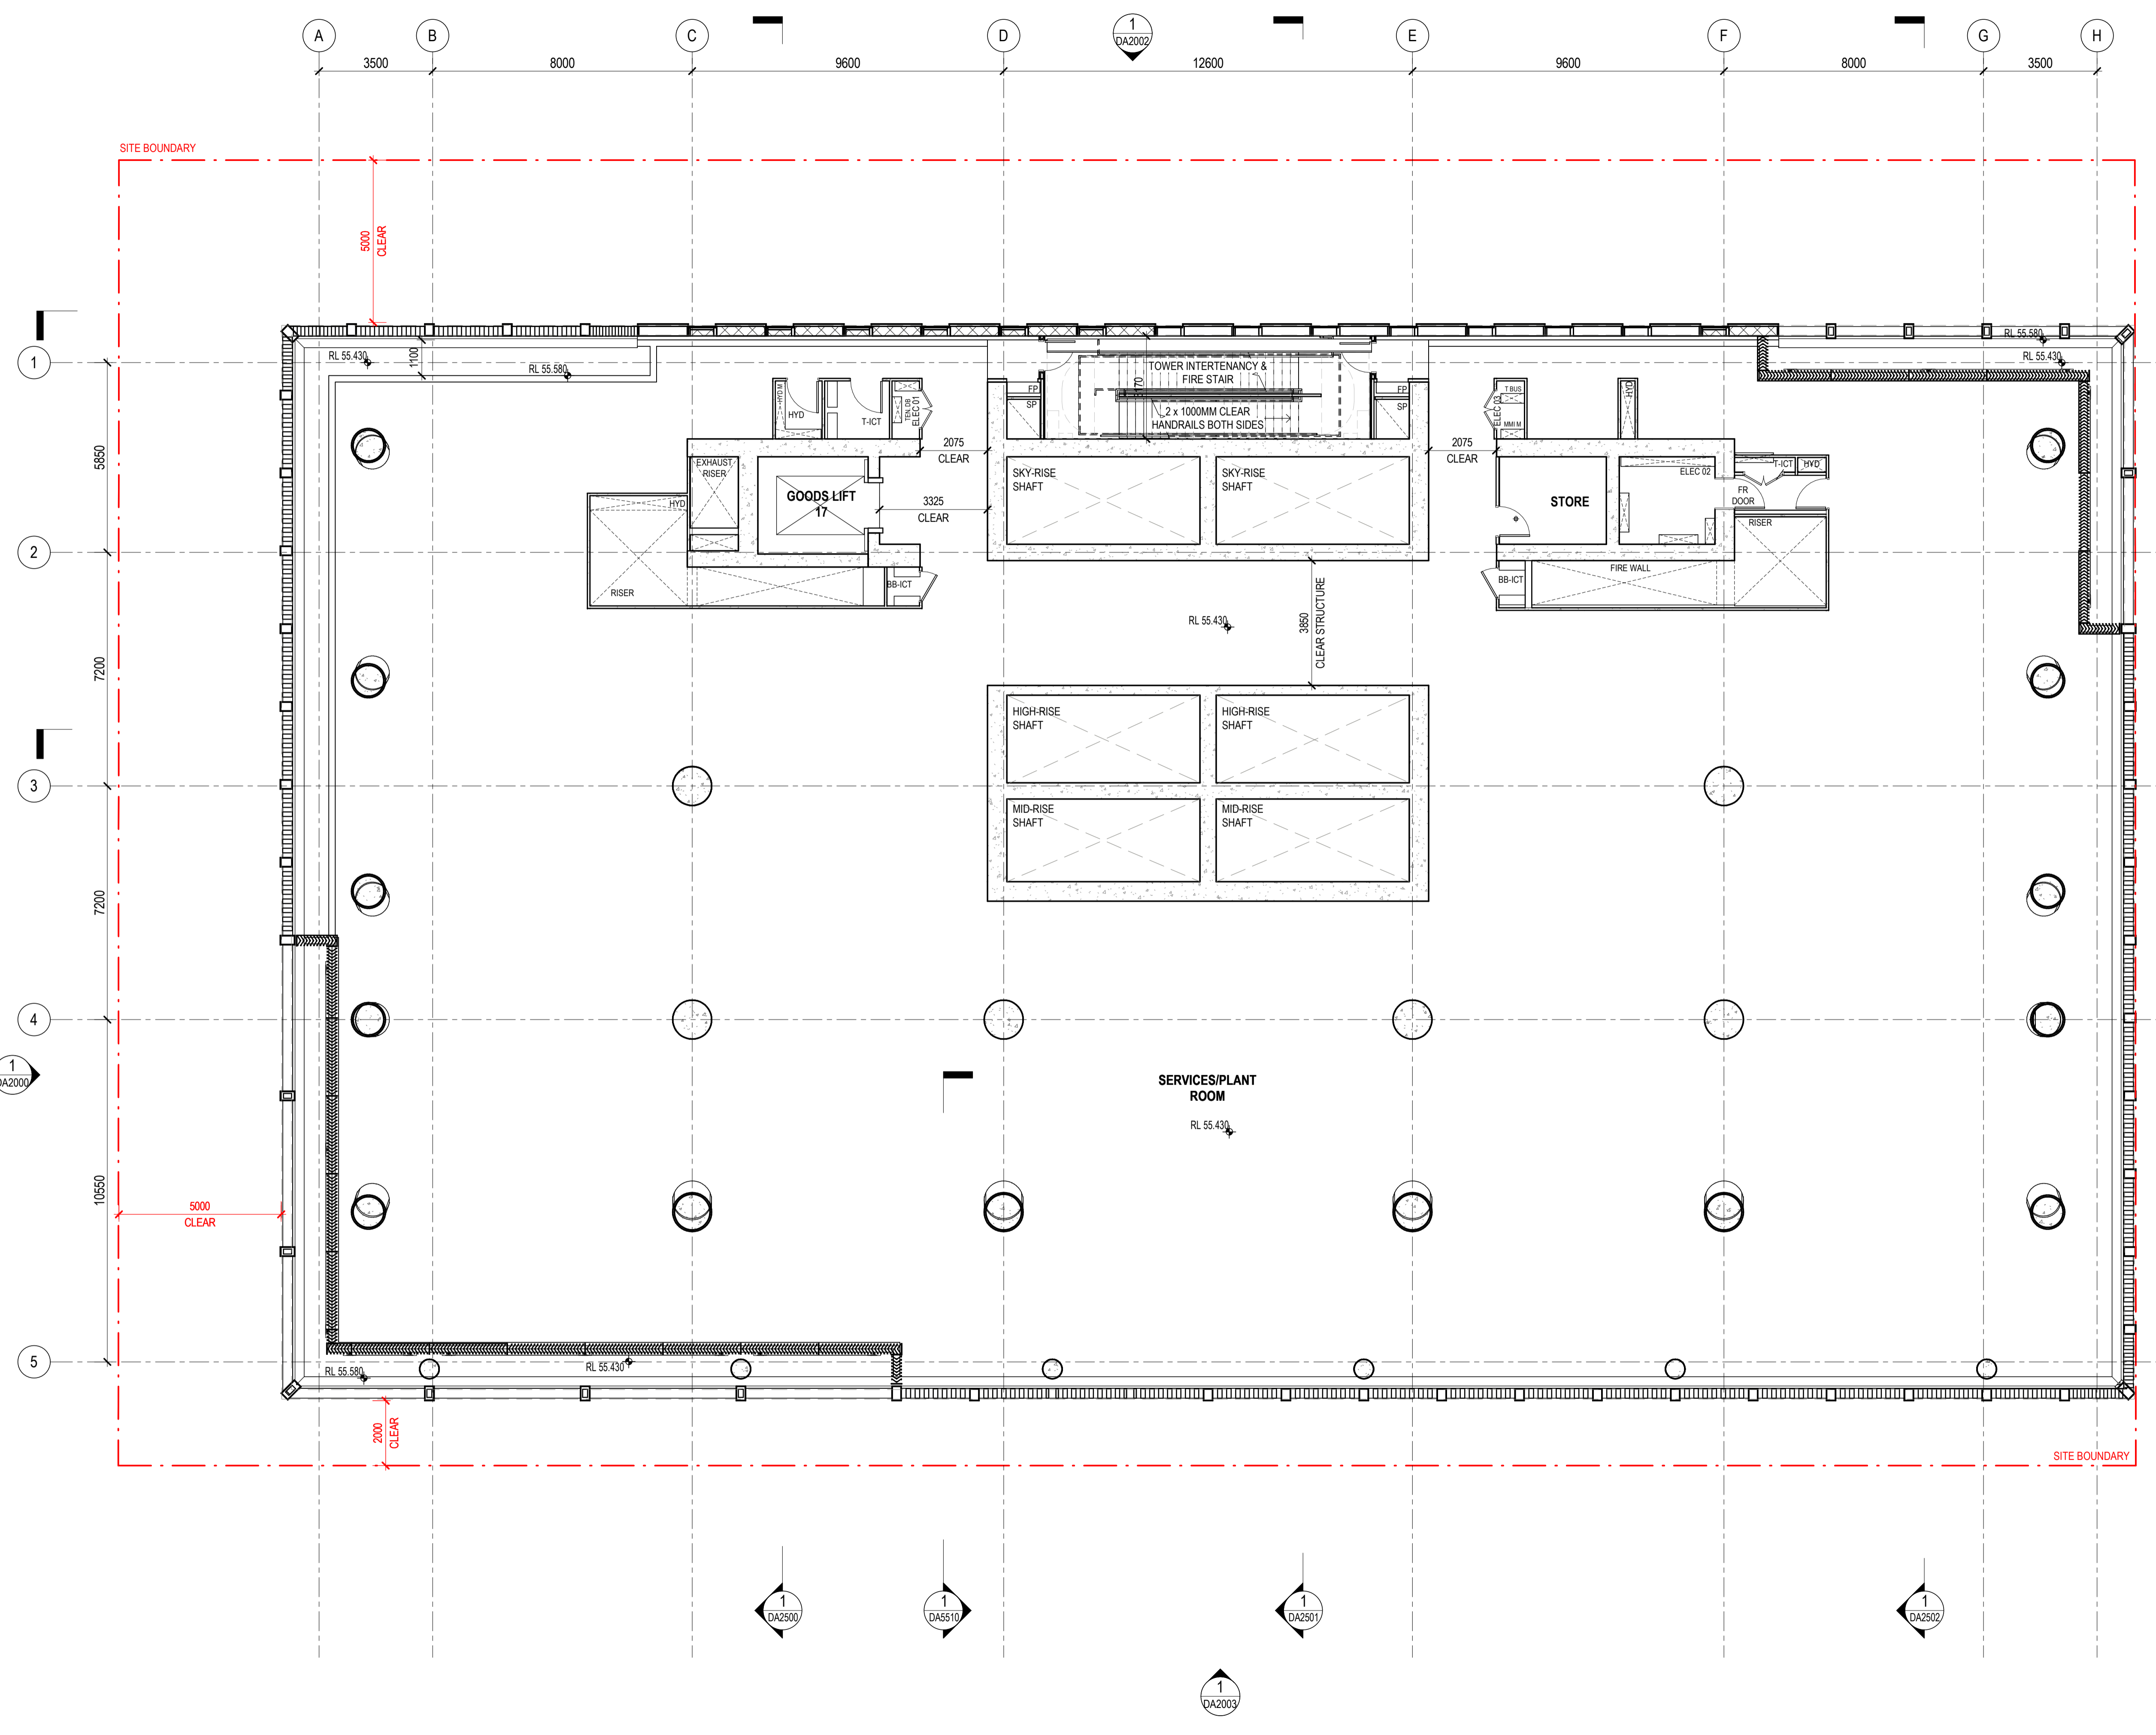 A
B
C
D
1
DA2002
E
F
G
H
3500
8000
9600
12600
9600
8000
3500
SITE BOUNDARY
5000
CLEAR
1
RL 55.430
1100
RL 55.580
RL 55.580
RL 55.430
TOWER INTERTENANCY &
FIRE STAIR
2 x 1000MM CLEAR
HANDRAILS BOTH SIDES
FP
SP
FP
SP
HYD M
HYD
T-ICT
TEN. DB
ELEC 01
ELEC 03
T BUS
MMI M
HYD
2075
CLEAR
2075
CLEAR
5850
EXHAUST
RISER
GOODS LIFT
17
3325
CLEAR
SKY-RISE
SHAFT
SKY-RISE
SHAFT
STORE
ELEC 02
T-ICT
HYD
FR
DOOR
RISER
HYD
2
RISER
BB-ICT
BB-ICT
FIRE WALL
RL 55.430
3850
CLEAR STRUCTURE
7200
HIGH-RISE
SHAFT
HIGH-RISE
SHAFT
3
MID-RISE
SHAFT
MID-RISE
SHAFT
7200
4
1
DA2000
SERVICES/PLANT
ROOM
RL 55.430
10550
5000
CLEAR
5
RL 55.580
RL 55.430
2000
CLEAR
SITE BOUNDARY
1
DA2500
1
DA5510
1
DA2501
1
DA2502
1
DA2003